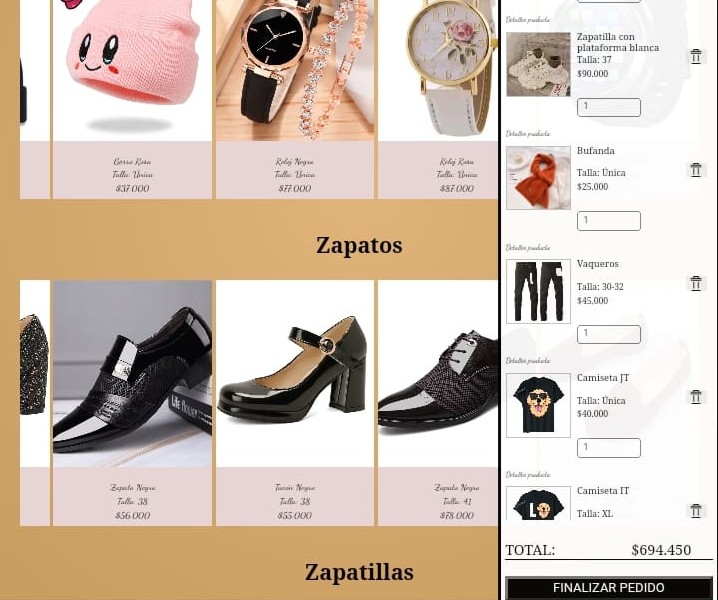 Gorro Rosa
Talla: Única
$37.000
Reloj Negro
Talla: Única
$77.000
Reloj Rosa
Talla: Única
$87.000
Zapatos
Zapato Negro
Talla: 38
$56.000
Tacón Negro
Talla: 38
$55.000
Zapato Negro
Talla: 41
$78.000
Zapatillas
Detalles producto
Zapatilla con
plataforma blanca
Talla: 37
$90.000
1
Detalles producto
Bufanda
Talla: Única
$25.000
1
Detalles producto
Vaqueros
Talla: 30-32
$45.000
1
Detalles producto
Camiseta JT
Talla: Única
$40.000
1
Detalles producto
Camiseta IT
Talla: XL
TOTAL: $694.450
FINALIZAR PEDIDO